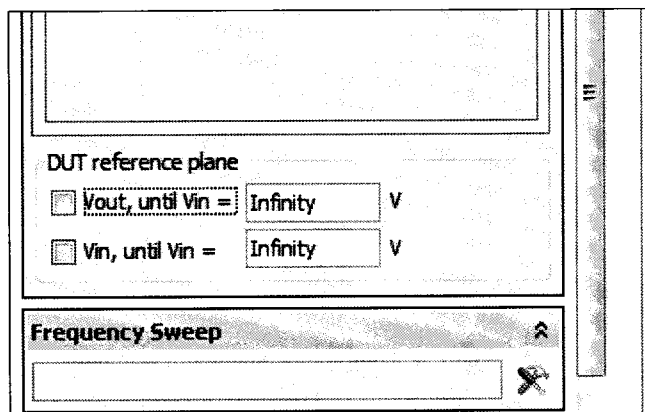 DUT reference plane
Vout, until Vin = Infinity V
Vin, until Vin = Infinity V
Frequency Sweep